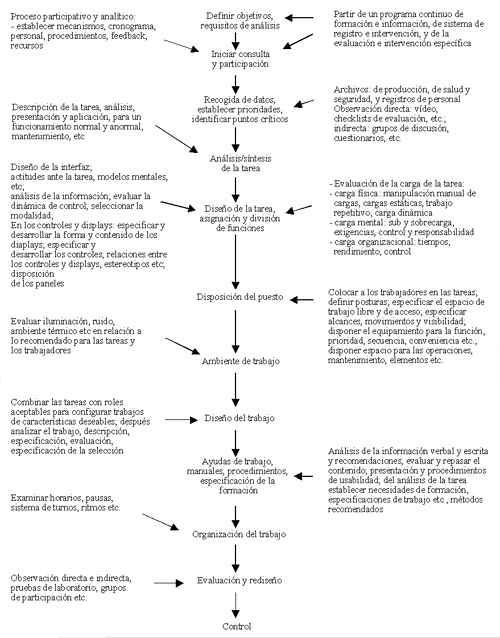 Proceso participativo y analítico:
- establecer mecanismos, cronograma,
personal, procedimientos, feedback,
recursos
Definir objetivos,
requisitos de análisis
Partir de un programa continuo de
formación e información, de sistema de
registro e intervención, y de la
evaluación e intervención específica
Iniciar consulta
y participación
Recogida de datos,
establecer prioridades,
identificar puntos críticos
Archivos: de producción, de salud y
seguridad, y registros de personal
Observación directa: vídeo,
checklists de evaluación, etc.;
indirecta: grupos de discusión,
cuestionarios, etc.
Descripción de la tarea, análisis,
presentación y aplicación, para un
funcionamiento normal y anormal,
mantenimiento, etc
Análisis/síntesis
de la tarea
Diseño de la interfaz;
actitudes ante la tarea, modelos mentales,
etc;
análisis de la información; evaluar la
dinámica de control; seleccionar la
modalidad;
En los controles y displays: especificar y
desarrollar la forma y contenido de los
diaplays; especificar y
desarrollar los controles, relaciones entre
los controles y displays, estereotipos etc;
disposición
de los paneles
Diseño de la tarea,
asignación y división
de funciones
- Evaluación de la carga de la tarea:
- carga física: manipulación manual de
cargas, cargas estáticas, trabajo
repetitivo, carga dinámica
- carga mental: sub y sobrecarga,
exigencias, control y responsabilidad
- carga organizacional: tiempos,
rendimiento, control
Disposición del puesto
Colocar a los trabajadores en las tareas;
definir posturas; especificar el espacio de
trabajo libre y de acceso; especificar
alcances, movimientos y visibilidad;
disponer el equipamiento para la función,
prioridad, secuencia, conveniencia etc.;
disponer espacio para las operaciones,
mantenimiento, elementos etc.
Evaluar iluminación, ruido,
ambiente térmico etc en relación a
lo recomendado para las tareas y
los trabajadores
Ambiente de trabajo
Combinar las tareas con roles
aceptables para configurar trabajos
de características deseables; después
analizar el trabajo, descripción,
especificación, evaluación,
especificación de la selección
Diseño del trabajo
Ayudas de trabajo,
manuales, procedimientos,
especificación de la
formación
Análisis de la información verbal y escrita
y recomendaciones; evaluar y repasar el
contenido; presentación y procedimientos
de usabilidad; del análisis de la tarea
establecer necesidades de formación,
especificaciones de trabajo etc., métodos
recomendados
Examinar horarios, pausas,
sistema de turnos, ritmos etc.
Organización del trabajo
Observación directa e indirecta,
pruebas de laboratorio, grupos
de participación etc.
Evaluación y rediseño
Control